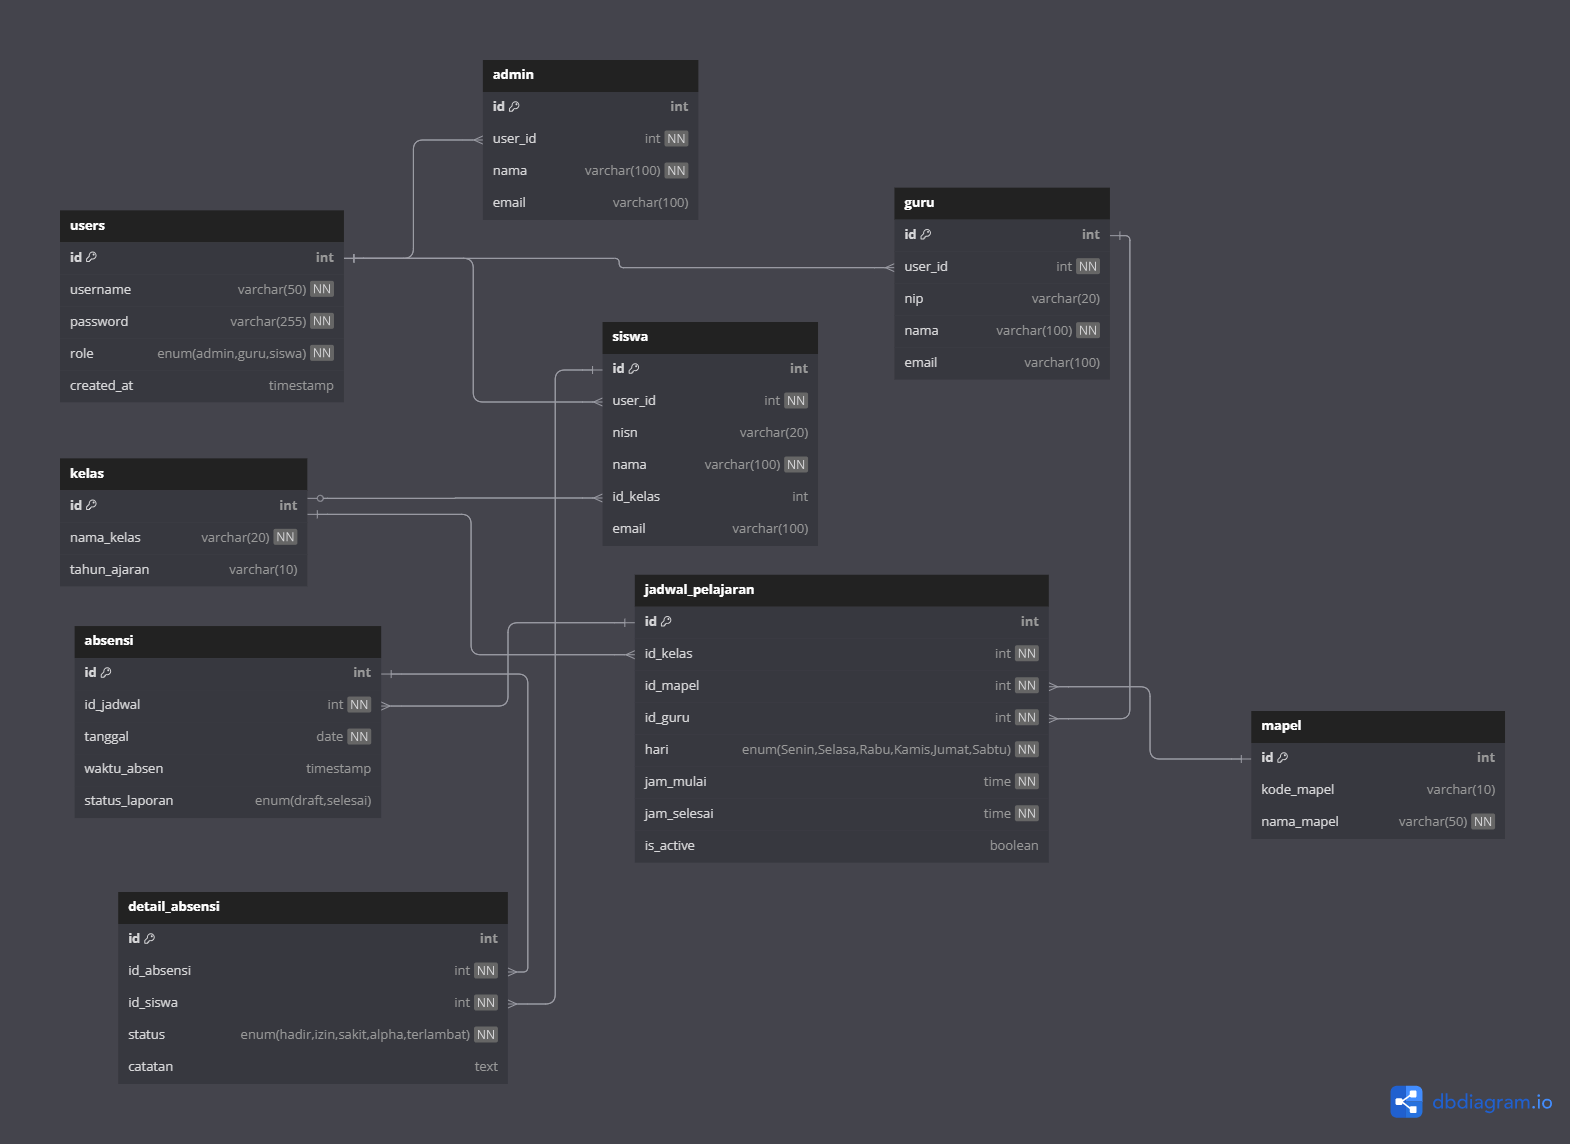 admin
id int
user_id int NN
nama varchar(100) NN
email varchar(100)
users
id int
username varchar(50) NN
password varchar(255) NN
role enum(admin,guru,siswa) NN
created_at timestamp
guru
id int
user_id int NN
nip varchar(20)
nama varchar(100) NN
email varchar(100)
siswa
id int
user_id int NN
nisn varchar(20)
nama varchar(100) NN
id_kelas int
email varchar(100)
kelas
id int
nama_kelas varchar(20) NN
tahun_ajaran varchar(10)
jadwal_pelajaran
id int
id_kelas int NN
id_mapel int NN
id_guru int NN
hari enum(Senin,Selasa,Rabu,Kamis,Jumat,Sabtu) NN
jam_mulai time NN
jam_selesai time NN
is_active boolean
absensi
id int
id_jadwal int NN
tanggal date NN
waktu_absen timestamp
status_laporan enum(draft,selesai)
mapel
id int
kode_mapel varchar(10)
nama_mapel varchar(50) NN
detail_absensi
id int
id_absensi int NN
id_siswa int NN
status enum(hadir,izin,sakit,alpha,terlambat) NN
catatan text
dbdiagram.io